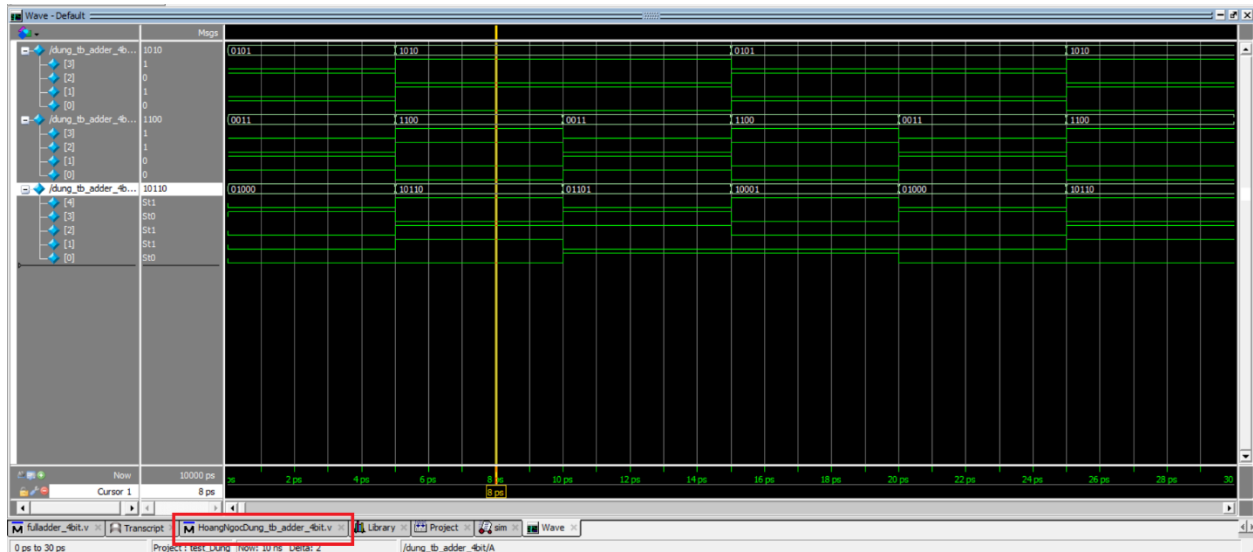 Wave - Default
Msgs
/dung_tb_adder_4b... 1010 0101 1010 0101 1010
[3] 1
[2] 0
[1] 1
[0] 0
/dung_tb_adder_4b... 1100 0011 1100 0011 1100 0011 1100
[3] 1
[2] 1
[1] 0
[0] 0
/dung_tb_adder_4b... 10110 01000 10110 01101 10001 01000 10110
[4] St1
[3] St0
[2] St1
[1] St1
[0] St0
Now 10000 ps ps 2 ps 4 ps 6 ps 8 ps 10 ps 12 ps 14 ps 16 ps 18 ps 20 ps 22 ps 24 ps 26 ps 28 ps 30
Cursor 1 8 ps 8 ps
fulladder_4bit.v Transcript HoangNgocDung_tb_adder_4bit.v Library Project sim Wave
0 ps to 30 ps Project : test_Dung Now: 10 ns Delta: 2 /dung_tb_adder_4bit/A